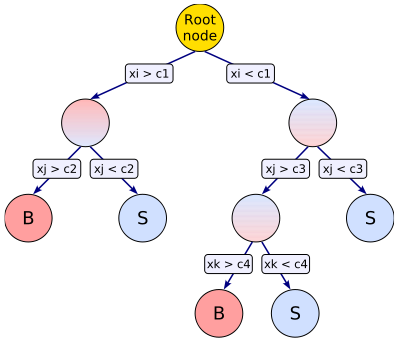 Root
node
xi > c1
xi < c1
xj > c2
xj < c2
xj > c3
xj < c3
B
S
S
xk > c4
xk < c4
B
S